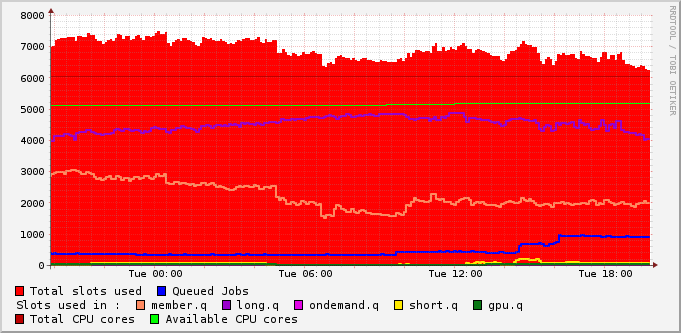 8000
7000
6000
5000
4000
3000
2000
1000
0
Tue 00:00 Tue 06:00 Tue 12:00 Tue 18:00
RRDTOOL / TOBI OETIKER
Total slots used Queued Jobs
Slots used in : member.q long.q ondemand.q short.q gpu.q
Total CPU cores Available CPU cores